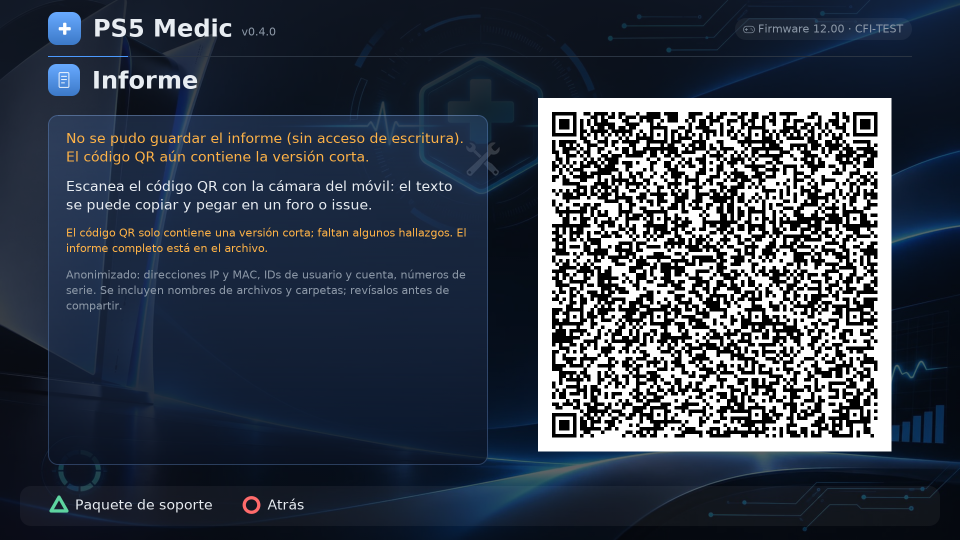 PS5 Medic v0.4.0
Firmware 12.00 · CFI-TEST
Informe
No se pudo guardar el informe (sin acceso de escritura).
El código QR aún contiene la versión corta.
Escanea el código QR con la cámara del móvil: el texto
se puede copiar y pegar en un foro o issue.
El código QR solo contiene una versión corta; faltan algunos hallazgos. El
informe completo está en el archivo.
Anonimizado: direcciones IP y MAC, IDs de usuario y cuenta, números de
serie. Se incluyen nombres de archivos y carpetas; revísalos antes de
compartir.
Paquete de soporte
Atrás